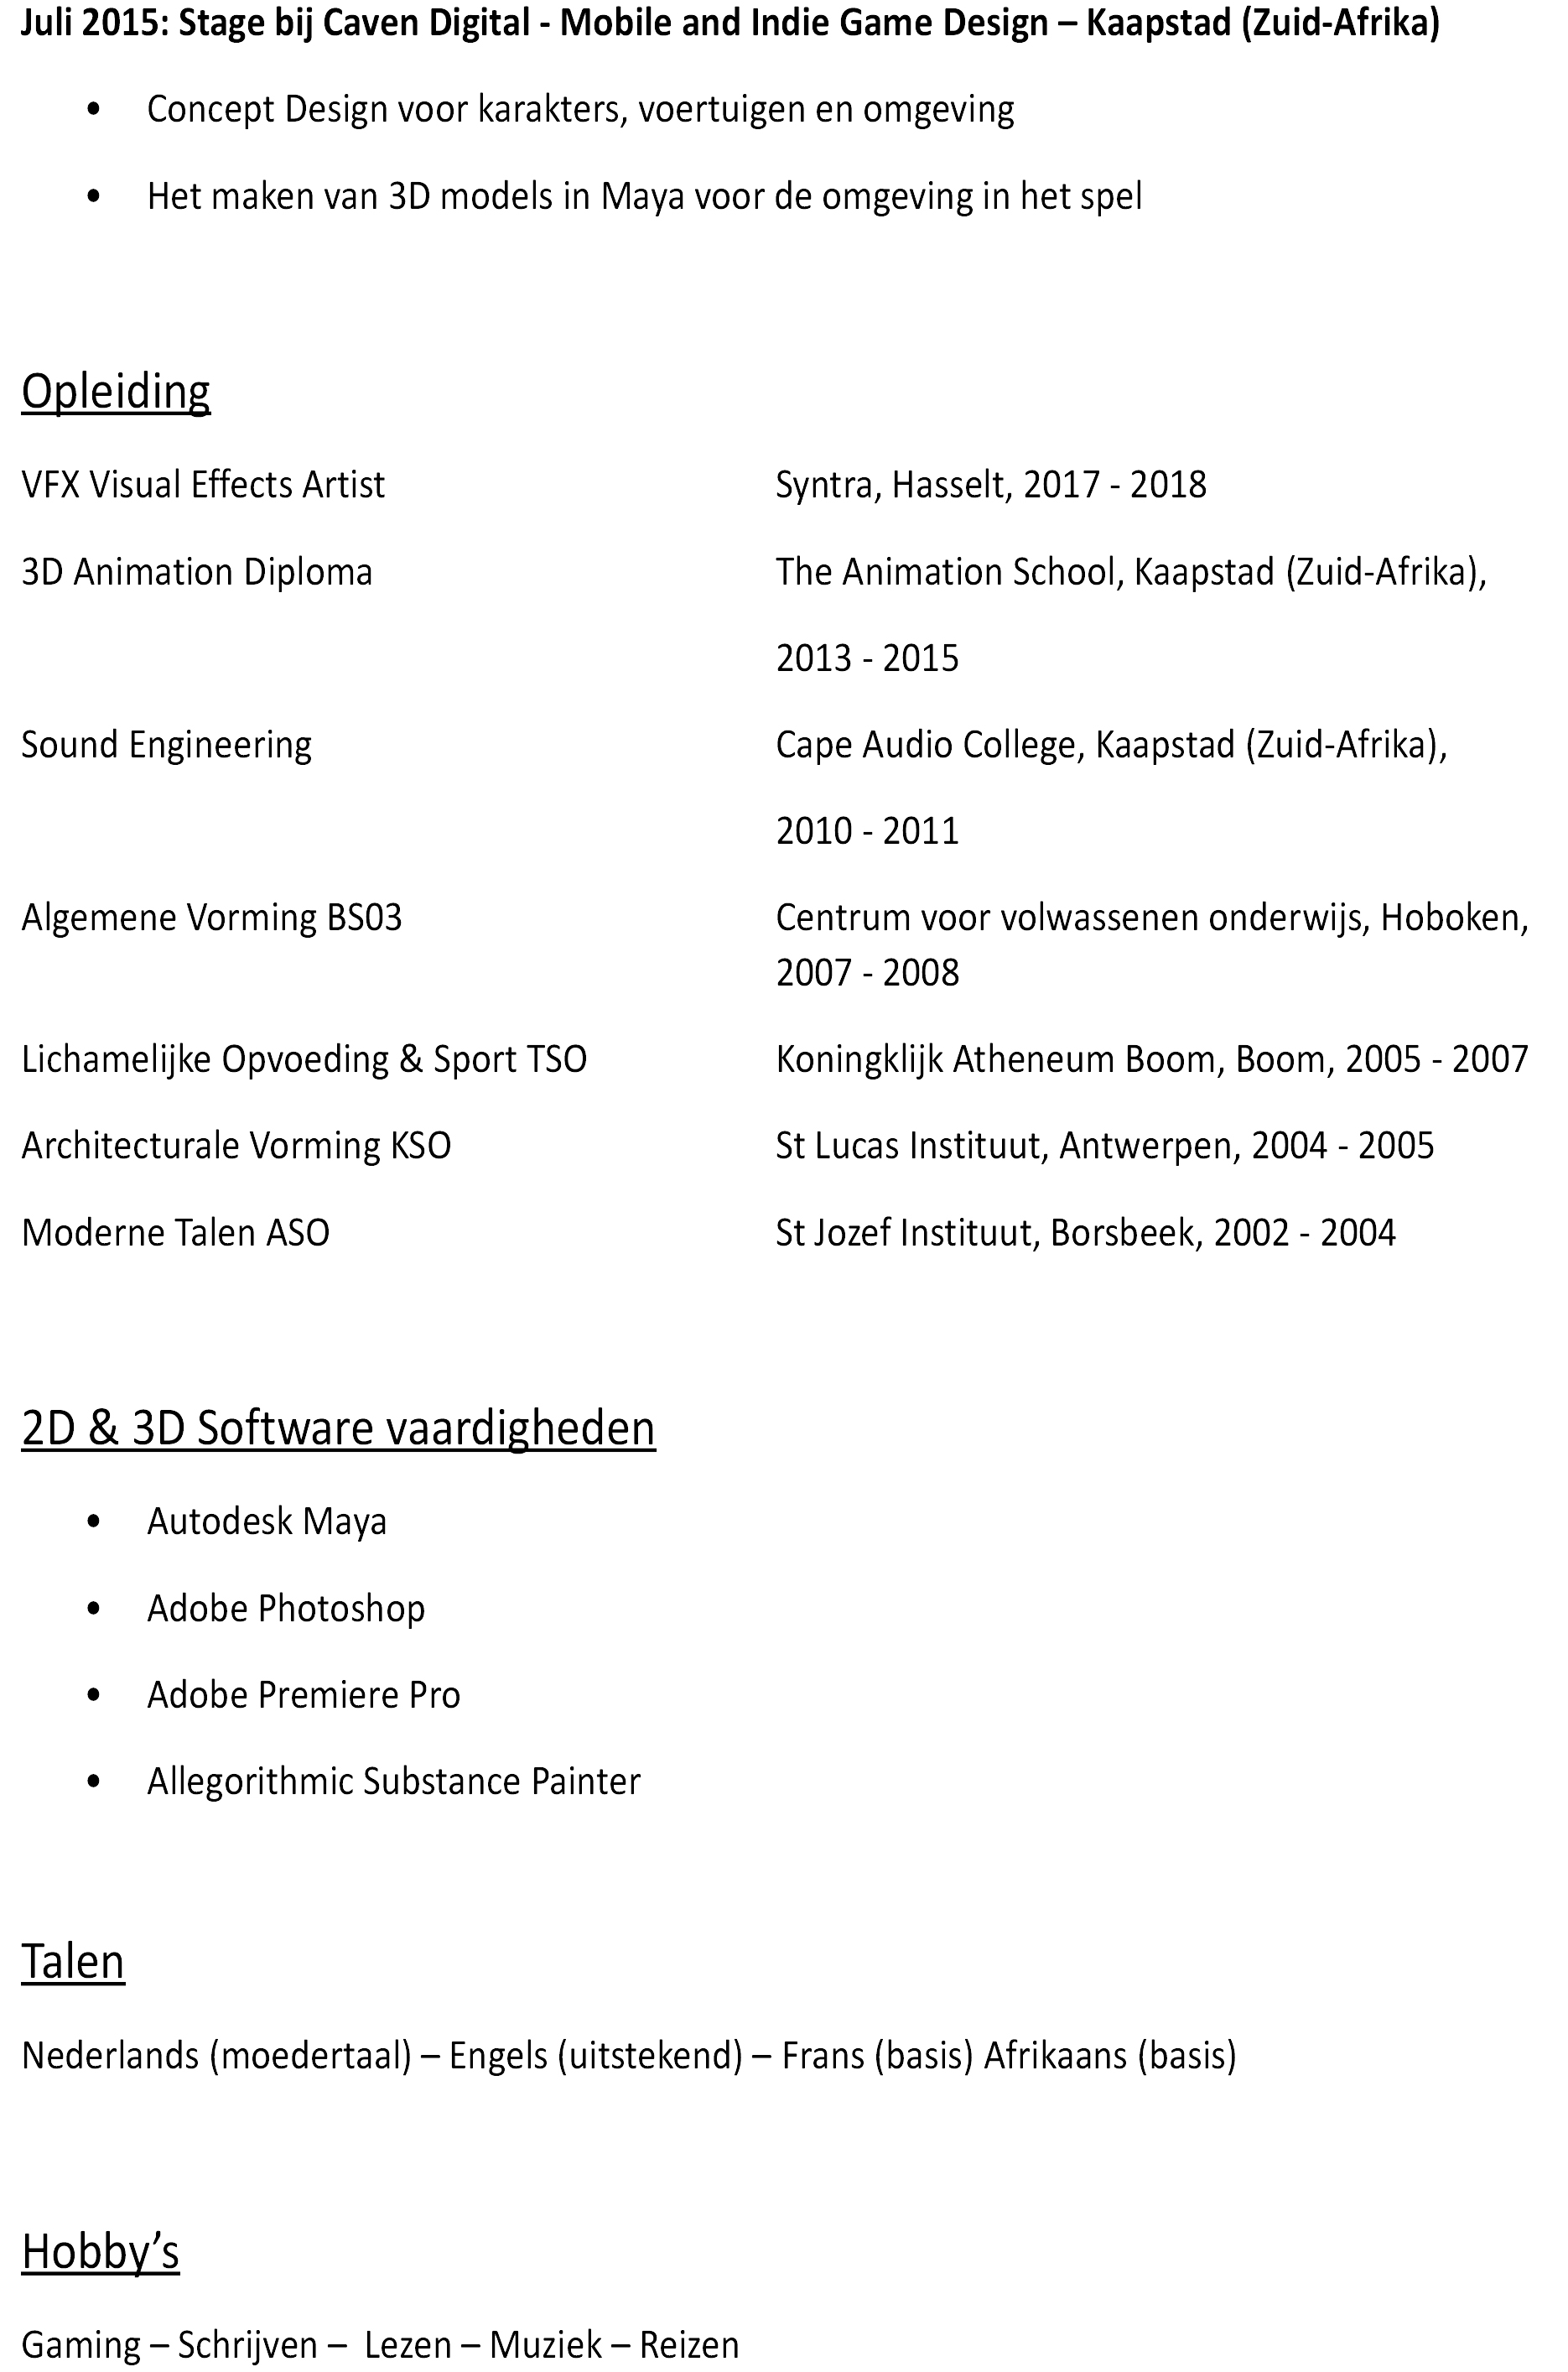 Juli 2015: Stage bij Caven Digital - Mobile and Indie Game Design – Kaapstad (Zuid-Afrika)
• Concept Design voor karakters, voertuigen en omgeving
• Het maken van 3D models in Maya voor de omgeving in het spel
Opleiding
VFX Visual Effects Artist Syntra, Hasselt, 2017 - 2018
3D Animation Diploma The Animation School, Kaapstad (Zuid-Afrika),
2013 - 2015
Sound Engineering Cape Audio College, Kaapstad (Zuid-Afrika),
2010 - 2011
Algemene Vorming BS03 Centrum voor volwassenen onderwijs, Hoboken,
2007 - 2008
Lichamelijke Opvoeding & Sport TSO Koningklijk Atheneum Boom, Boom, 2005 - 2007
Architecturale Vorming KSO St Lucas Instituut, Antwerpen, 2004 - 2005
Moderne Talen ASO St Jozef Instituut, Borsbeek, 2002 - 2004
2D & 3D Software vaardigheden
• Autodesk Maya
• Adobe Photoshop
• Adobe Premiere Pro
• Allegorithmic Substance Painter
Talen
Nederlands (moedertaal) – Engels (uitstekend) – Frans (basis) Afrikaans (basis)
Hobby’s
Gaming – Schrijven – Lezen – Muziek – Reizen